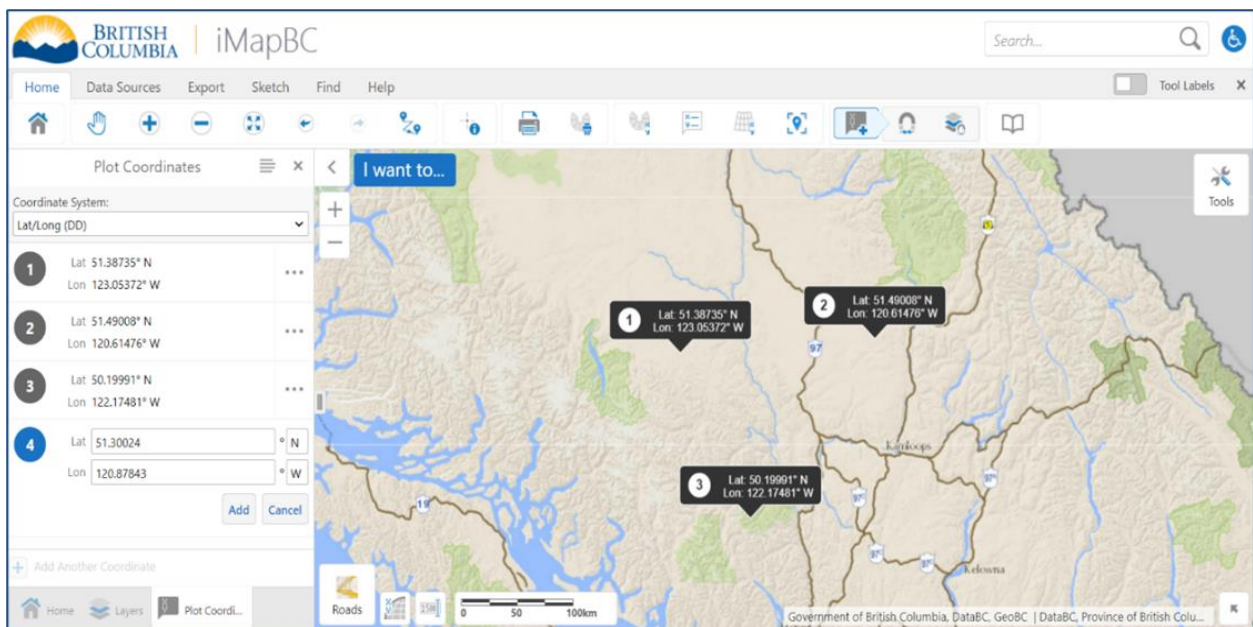 BRITISH
COLUMBIA
iMapBC
Search...
Home
Data Sources
Export
Sketch
Find
Help
Tool Labels
Plot Coordinates
I want to...
Tools
Coordinate System:
Lat/Long (DD)
1
Lat 51.38735° N
Lon 123.05372° W
2
Lat 51.49008° N
Lon 120.61476° W
3
Lat 50.19991° N
Lon 122.17481° W
4
Lat 51.30024 ° N
Lon 120.87843 ° W
Add
Cancel
Add Another Coordinate
Home
Layers
Plot Coordi...
1
Lat: 51.38735° N
Lon: 123.05372° W
2
Lat: 51.49008° N
Lon: 120.61476° W
97
Kamloops
3
Lat: 50.19991° N
Lon: 122.17481° W
19
Kelowna
Roads
0 50 100km
Government of British Columbia, DataBC, GeoBC | DataBC, Province of British Colu...